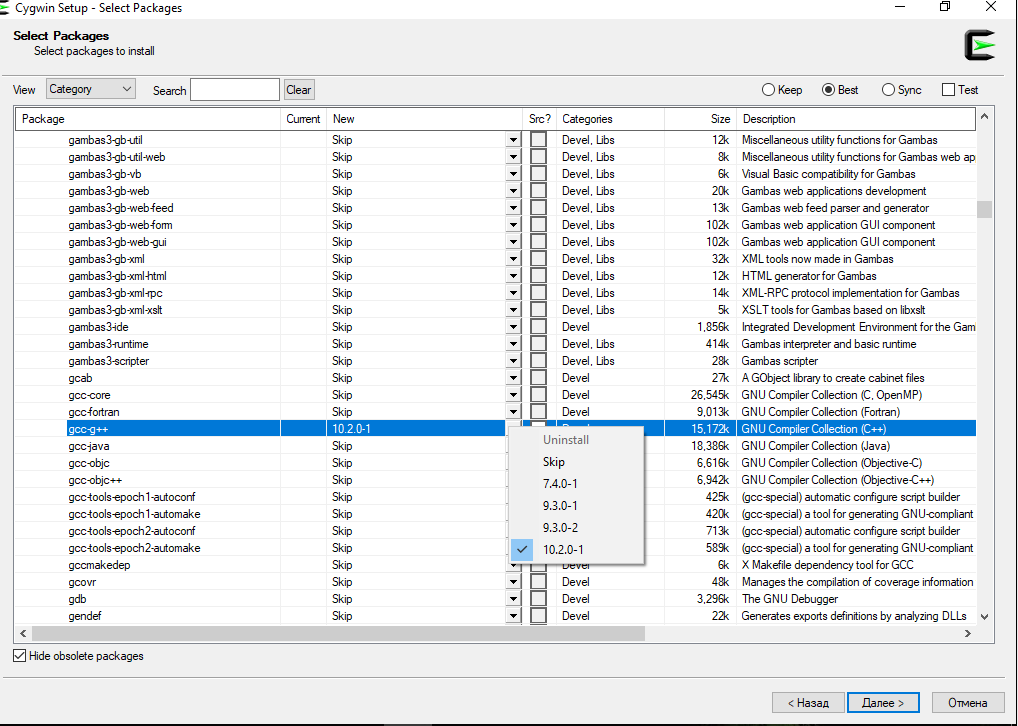 Cygwin Setup - Select Packages
Select Packages
Select packages to install
View Category Search Clear Keep Best Sync Test
Package Current New Src? Categories Size Description
gambas3-gb-util Skip Devel, Libs 12k Miscellaneous utility functions for Gambas
gambas3-gb-util-web Skip Devel, Libs 8k Miscellaneous utility functions for Gambas web ap
gambas3-gb-vb Skip Devel, Libs 6k Visual Basic compatibility for Gambas
gambas3-gb-web Skip Devel, Libs 20k Gambas web applications development
gambas3-gb-web-feed Skip Devel, Libs 13k Gambas web feed parser and generator
gambas3-gb-web-form Skip Devel, Libs 102k Gambas web application GUI component
gambas3-gb-web-gui Skip Devel, Libs 102k Gambas web application GUI component
gambas3-gb-xml Skip Devel, Libs 32k XML tools now made in Gambas
gambas3-gb-xml-html Skip Devel, Libs 12k HTML generator for Gambas
gambas3-gb-xml-rpc Skip Devel, Libs 14k XML-RPC protocol implementation for Gambas
gambas3-gb-xml-xslt Skip Devel, Libs 5k XSLT tools for Gambas based on libxslt
gambas3-ide Skip Devel 1,856k Integrated Development Environment for the Gam
gambas3-runtime Skip Devel, Libs 414k Gambas interpreter and basic runtime
gambas3-scripter Skip Devel, Libs 28k Gambas scripter
gcab Skip Devel 27k A GObject library to create cabinet files
gcc-core Skip Devel 26,545k GNU Compiler Collection (C, OpenMP)
gcc-fortran Skip Devel 9,013k GNU Compiler Collection (Fortran)
gcc-g++ 10.2.0-1 15,172k GNU Compiler Collection (C++)
gcc-java Skip Uninstall 18,386k GNU Compiler Collection (Java)
gcc-objc Skip Skip 6,616k GNU Compiler Collection (Objective-C)
gcc-objc++ Skip 7.4.0-1 6,942k GNU Compiler Collection (Objective-C++)
gcc-tools-epoch1-autoconf Skip 9.3.0-1 425k (gcc-special) automatic configure script builder
gcc-tools-epoch1-automake Skip 420k (gcc-special) a tool for generating GNU-compliant
gcc-tools-epoch2-autoconf Skip 9.3.0-2 713k (gcc-special) automatic configure script builder
gcc-tools-epoch2-automake Skip 10.2.0-1 589k (gcc-special) a tool for generating GNU-compliant
gccmakedep Skip Devel 6k X Makefile dependency tool for GCC
gcovr Skip Devel 48k Manages the compilation of coverage information
gdb Skip Devel 3,296k The GNU Debugger
gendef Skip Devel 22k Generates exports definitions by analyzing DLLs
Hide obsolete packages
< Назад Далее > Отмена